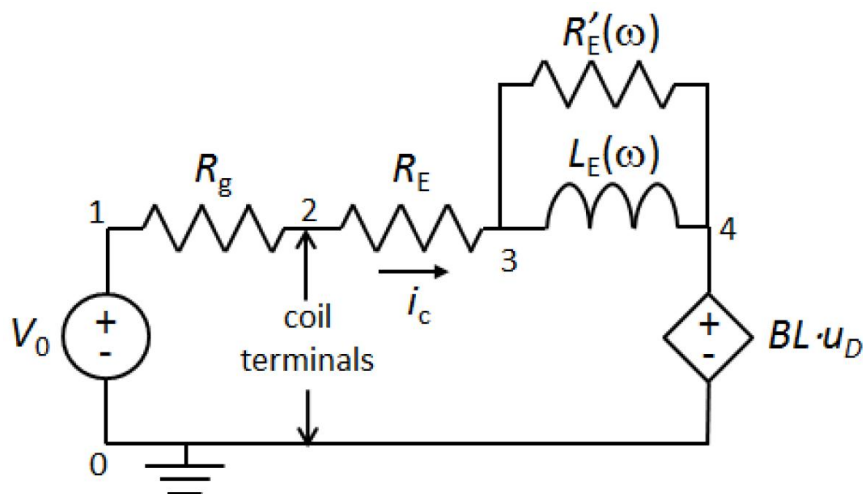 R′E(ω)
LE(ω)
Rg
RE
1
2
3
4
ic
V0
+
-
coil
terminals
+
-
BL·uD
0